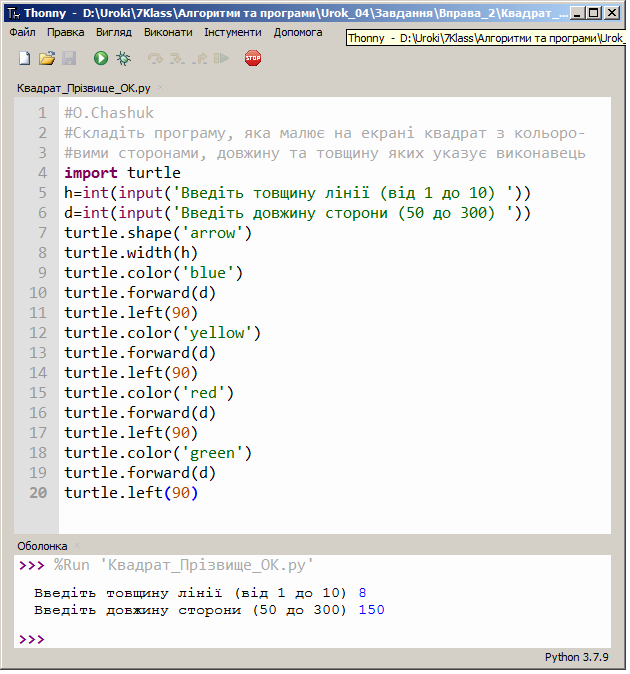 Thonny - D:\Uroki\7Klass\Алгоритми та програми\Urok_04\Завдання\Вправа_2\Квадрат_...
Файл Правка Вигляд Виконати Інстументи Допомога
Thonny - D:\Uroki\7Klass\Алгоритми та програми\Urok_
STOP
Квадрат_Прізвище_ОК.py
1 #O.Chashuk
2 #Складіть програму, яка малює на екрані квадрат з кольоро-
3 #вими сторонами, довжину та товщину яких указує виконавець
4 import turtle
5 h=int(input('Введіть товщину лінії (від 1 до 10) '))
6 d=int(input('Введіть довжину сторони (50 до 300) '))
7 turtle.shape('arrow')
8 turtle.width(h)
9 turtle.color('blue')
10 turtle.forward(d)
11 turtle.left(90)
12 turtle.color('yellow')
13 turtle.forward(d)
14 turtle.left(90)
15 turtle.color('red')
16 turtle.forward(d)
17 turtle.left(90)
18 turtle.color('green')
19 turtle.forward(d)
20 turtle.left(90)
Оболонка
>>> %Run 'Квадрат_Прізвище_ОК.py'
Введіть товщину лінії (від 1 до 10) 8
Введіть довжину сторони (50 до 300) 150
>>>
Python 3.7.9